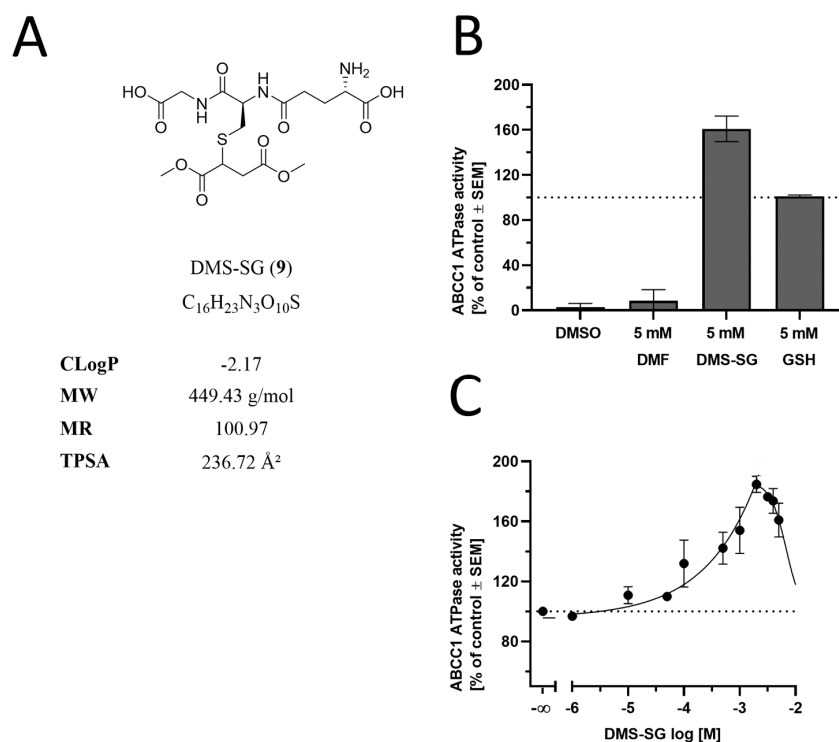 A
HO
O
N
H
O
H
N
O
NH₂
OH
O
S
O
O
O
O
DMS-SG (9)
C₁₆H₂₃N₃O₁₀S
CLogP -2.17
MW 449.43 g/mol
MR 100.97
TPSA 236.72 Å²
B
ABCC1 ATPase activity
[% of control ± SEM]
200
160
120
80
40
0
DMSO 5 mM 5 mM 5 mM
DMF DMS-SG GSH
C
ABCC1 ATPase activity
[% of control ± SEM]
200
160
120
80
-∞ -6 -5 -4 -3 -2
DMS-SG log [M]